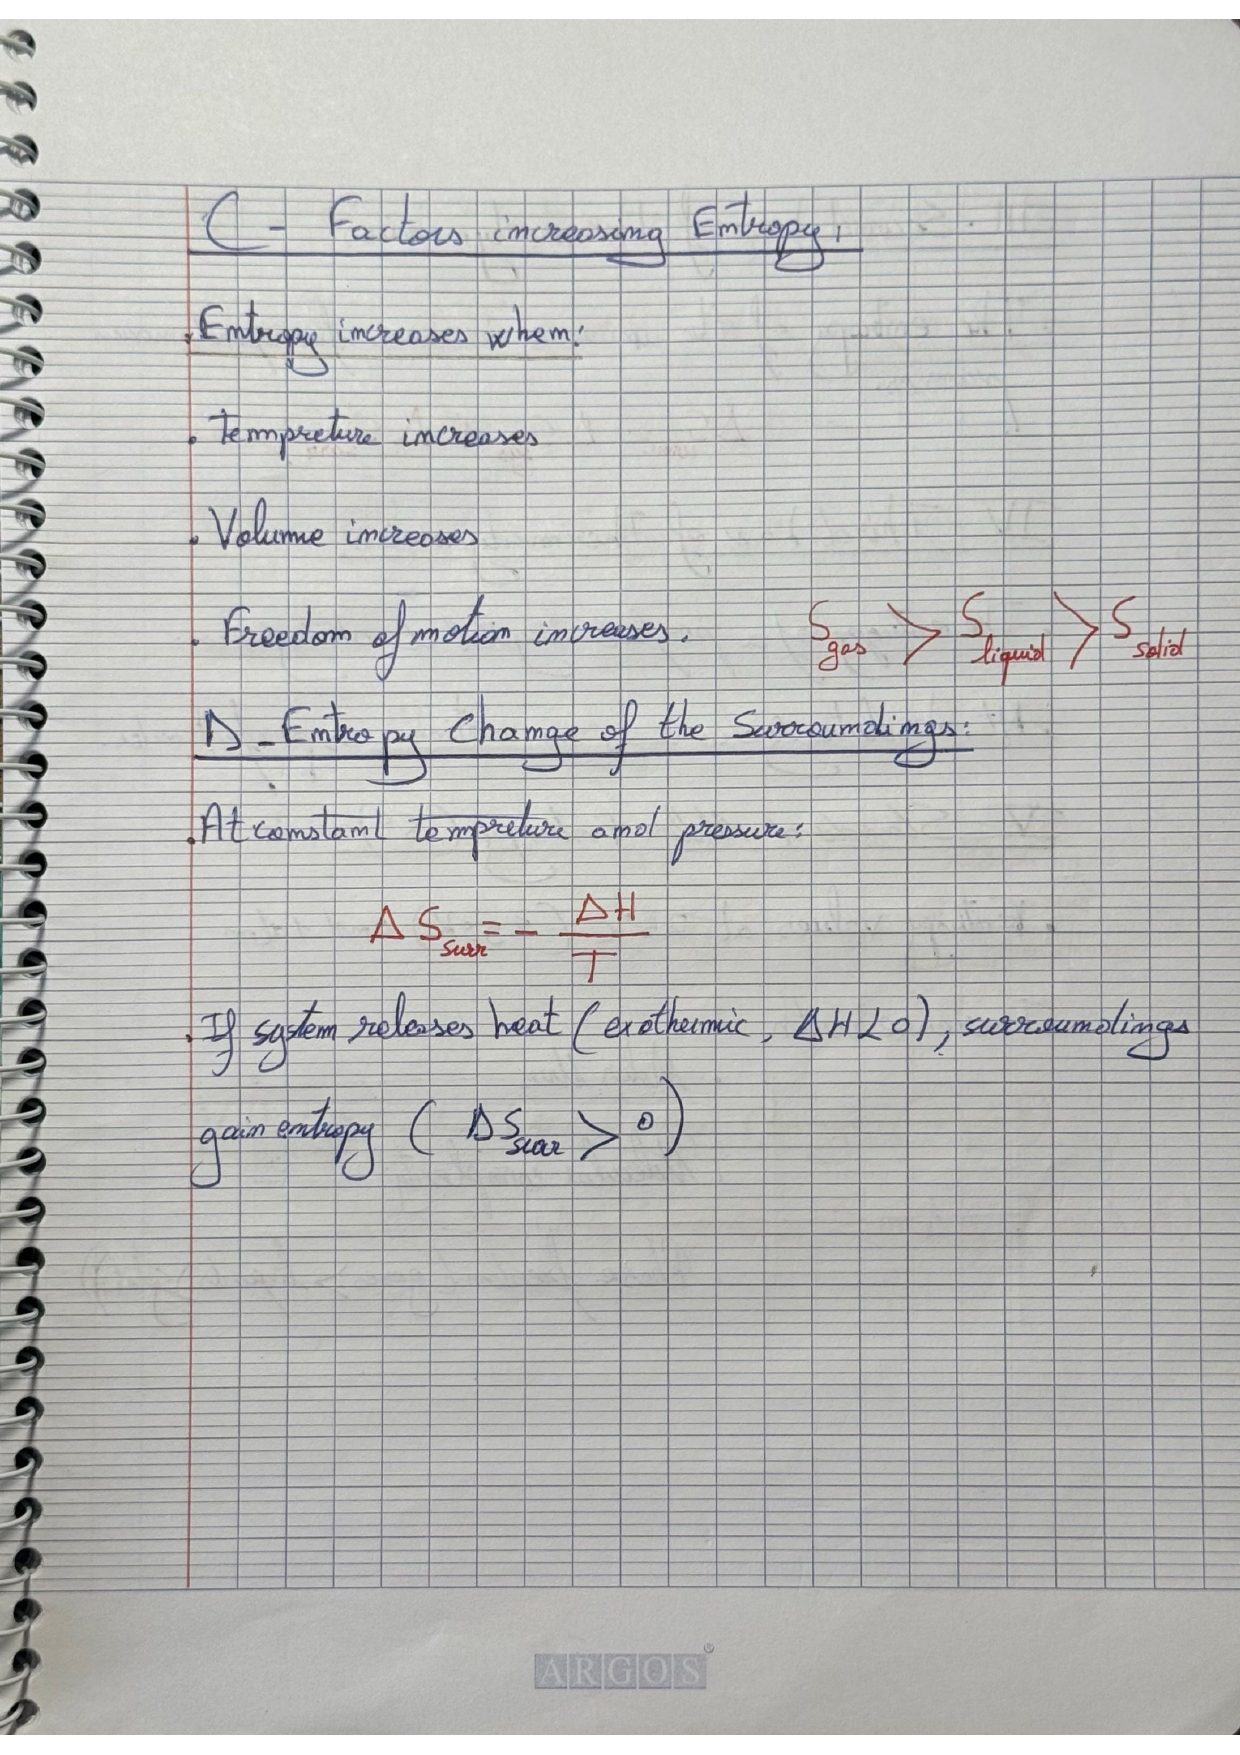 C - Factors increasing Entropy:
. Entropy increases when:
. Tempreture increases
. Volume increases
. Freedom of motion increases. S gas > S liquid > S solid
D - Entropy Change of the Surroundings:
. At constant tempreture and pressure:
ΔS surr = - ΔH / T
. If system releases heat (exothermic, ΔH < 0), surroundings
gain entropy (ΔS surr > 0)
ARGOS®